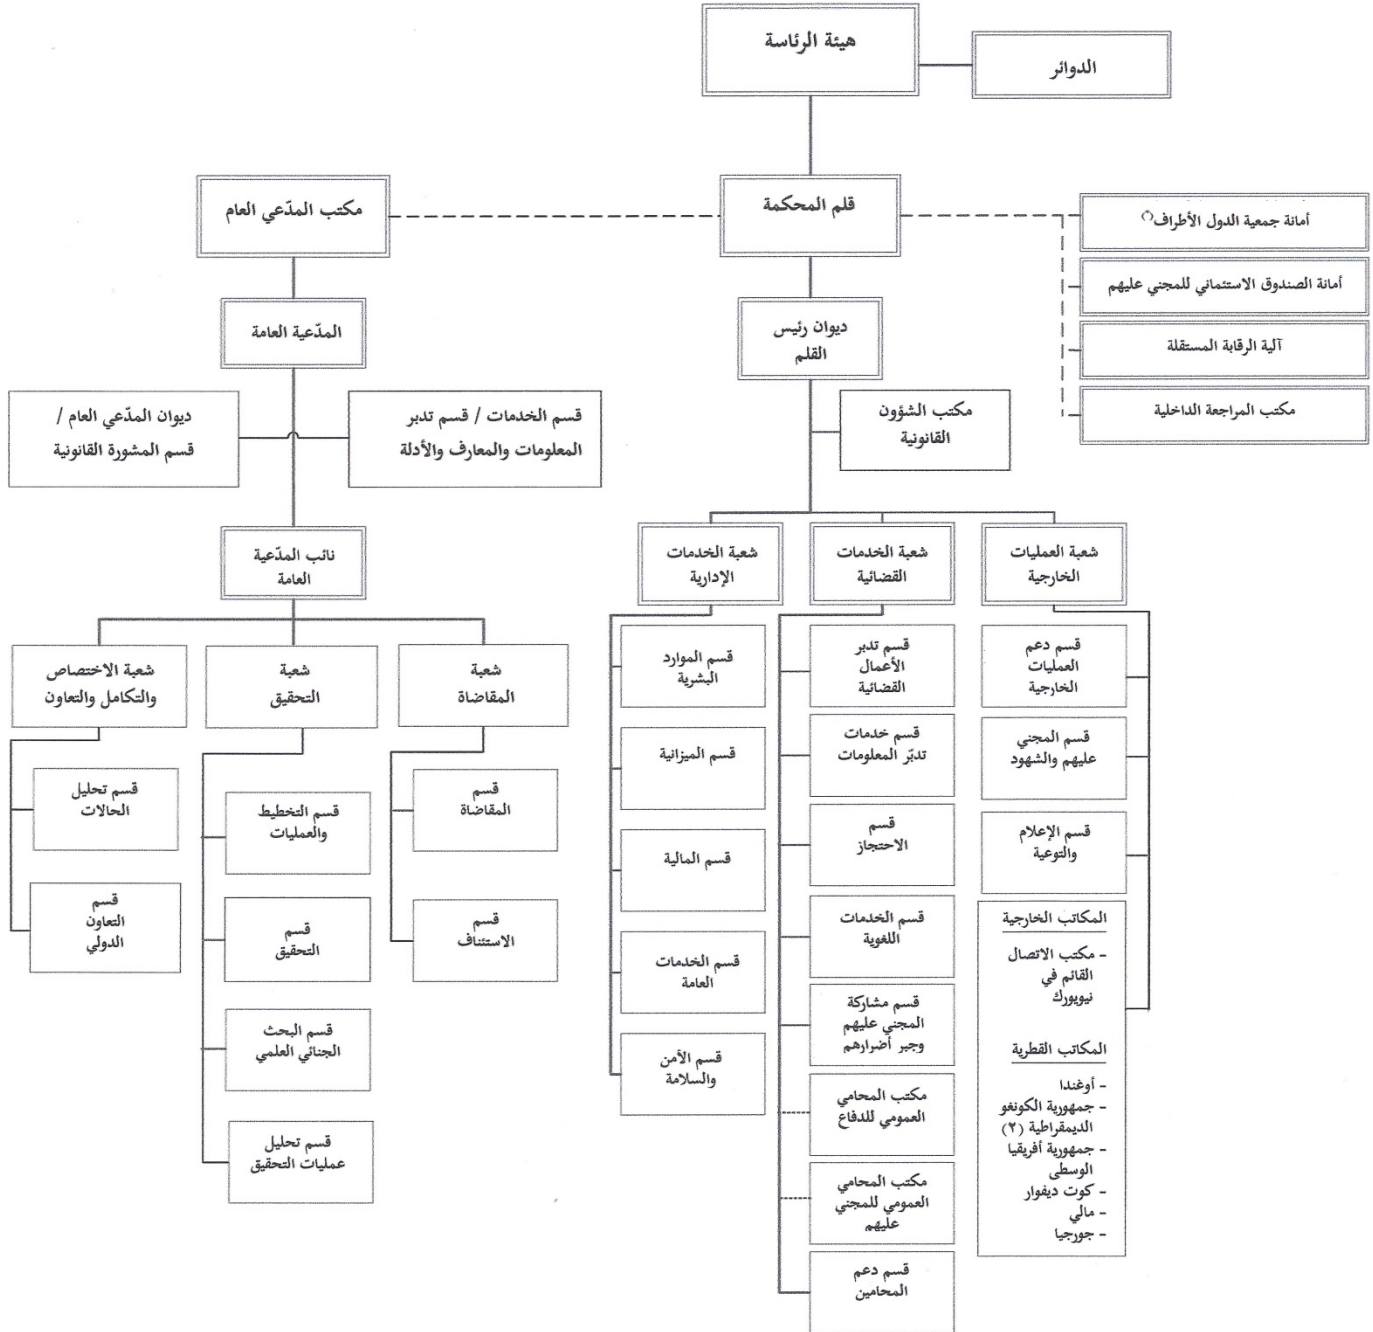 هيئة الرئاسة
الدوائر
قلم المحكمة
مكتب المدّعي العام
أمانة جمعية الدول الأطراف
أمانة الصندوق الاستئماني للمجني عليهم
آلية الرقابة المستقلة
مكتب المراجعة الداخلية
ديوان رئيس
القلم
المدّعية العامة
مكتب الشؤون
القانونية
قسم الخدمات / قسم تدبر
المعلومات والمعارف والأدلة
ديوان المدّعي العام /
قسم المشورة القانونية
نائب المدّعية
العامة
شعبة العمليات
الخارجية
شعبة الخدمات
القضائية
شعبة الخدمات
الإدارية
قسم دعم
العمليات
الخارجية
قسم المجني
عليهم والشهود
قسم الإعلام
والتوعية
المكاتب الخارجية
- مكتب الاتصال
القائم في
نيويورك
المكاتب القطرية
- أوغندا
- جمهورية الكونغو
الديمقراطية (٢)
- جمهورية أفريقيا
الوسطى
- كوت ديفوار
- مالي
- جورجيا
قسم تدبر
الأعمال
القضائية
قسم خدمات
تدبّر المعلومات
قسم
الاحتجاز
قسم الخدمات
اللغوية
قسم مشاركة
المجني عليهم
وجبر أضرارهم
مكتب المحامي
العمومي للدفاع
مكتب المحامي
العمومي للمجني
عليهم
قسم دعم
المحامين
قسم الموارد
البشرية
قسم الميزانية
قسم المالية
قسم الخدمات
العامة
قسم الأمن
والسلامة
شعبة
المقاضاة
قسم
المقاضاة
قسم
الاستئناف
شعبة
التحقيق
قسم التخطيط
والعمليات
قسم
التحقيق
قسم البحث
الجنائي العلمي
قسم تحليل
عمليات التحقيق
شعبة الاختصاص
والتكامل والتعاون
قسم تحليل
الحالات
قسم
التعاون
الدولي